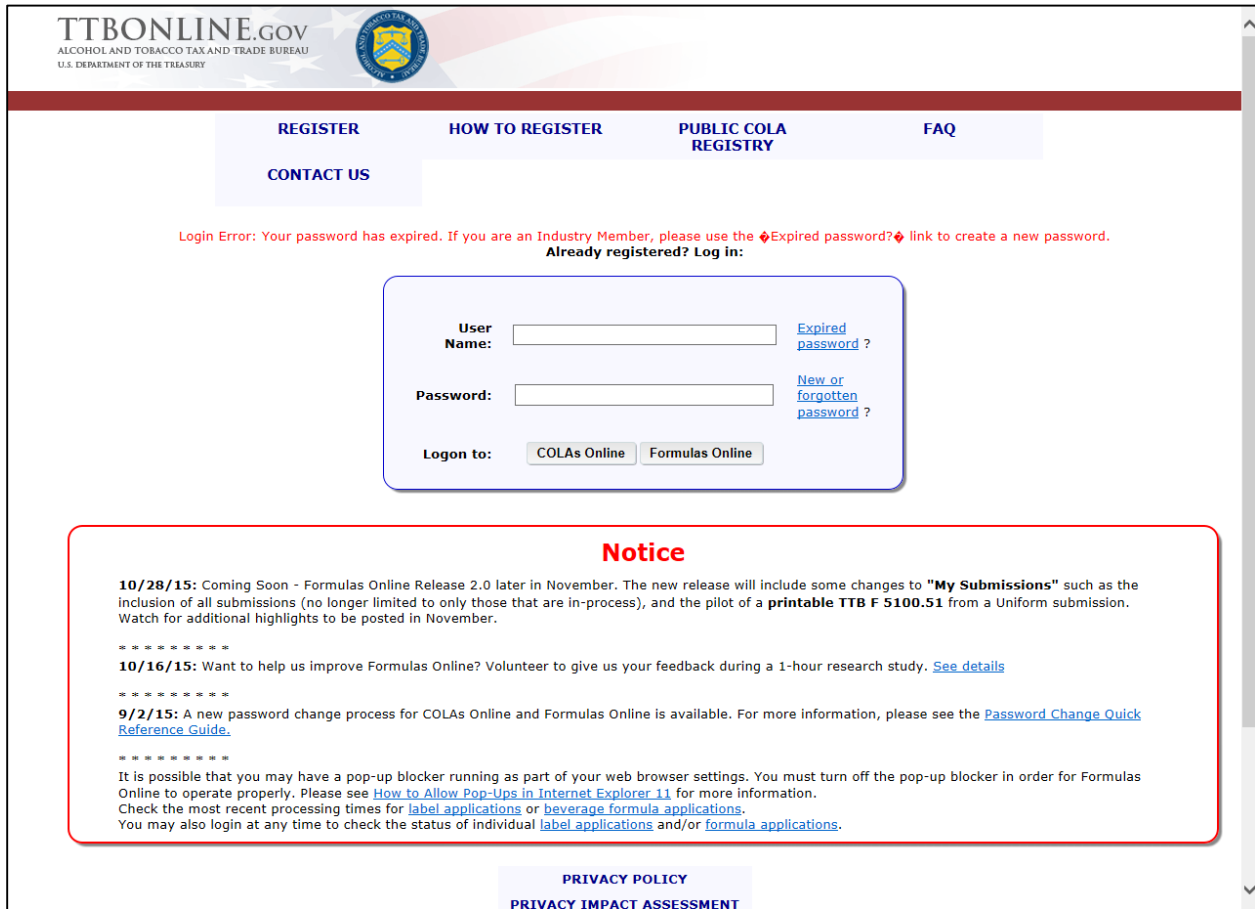 TTBONLINE.GOV
ALCOHOL AND TOBACCO TAX AND TRADE BUREAU
U.S. DEPARTMENT OF THE TREASURY
ALCOHOL AND TOBACCO TAX AND TRADE BUREAU
REGISTER HOW TO REGISTER PUBLIC COLA REGISTRY FAQ
CONTACT US
Login Error: Your password has expired. If you are an Industry Member, please use the �Expired password?� link to create a new password.
Already registered? Log in:
User Name:
Expired password ?
Password:
New or forgotten password ?
Logon to: COLAs Online Formulas Online
Notice
10/28/15: Coming Soon - Formulas Online Release 2.0 later in November. The new release will include some changes to "My Submissions" such as the
inclusion of all submissions (no longer limited to only those that are in-process), and the pilot of a printable TTB F 5100.51 from a Uniform submission.
Watch for additional highlights to be posted in November.
* * * * * * * * *
10/16/15: Want to help us improve Formulas Online? Volunteer to give us your feedback during a 1-hour research study. See details
* * * * * * * * *
9/2/15: A new password change process for COLAs Online and Formulas Online is available. For more information, please see the Password Change Quick
Reference Guide.
* * * * * * * * *
It is possible that you may have a pop-up blocker running as part of your web browser settings. You must turn off the pop-up blocker in order for Formulas
Online to operate properly. Please see How to Allow Pop-Ups in Internet Explorer 11 for more information.
Check the most recent processing times for label applications or beverage formula applications.
You may also login at any time to check the status of individual label applications and/or formula applications.
PRIVACY POLICY
PRIVACY IMPACT ASSESSMENT